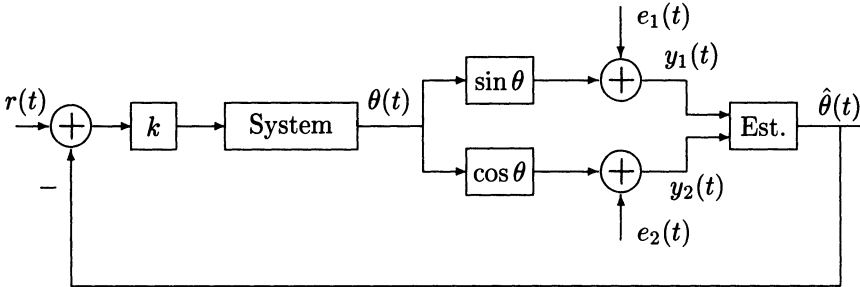 e₁(t)
y₁(t)
sin θ
+
r(t)
+
k
System
θ(t)
Est.
θ̂(t)
−
cos θ
+
y₂(t)
e₂(t)